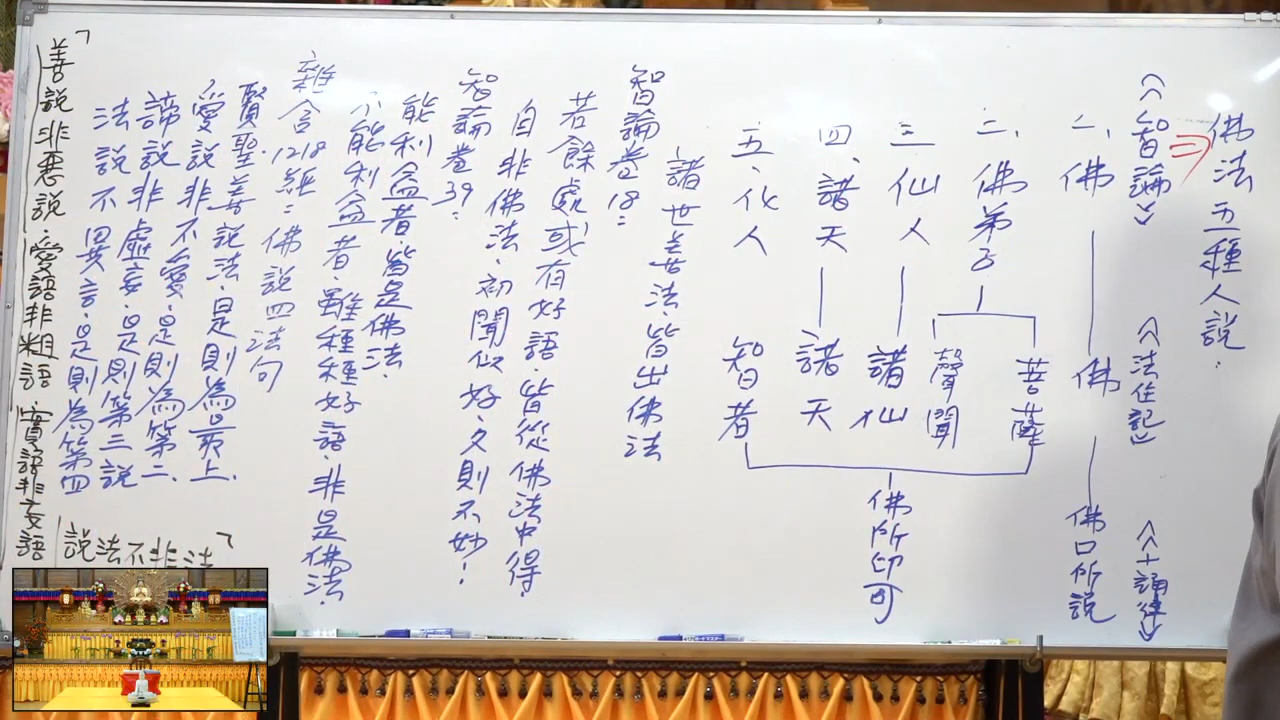 佛法五種人說．
《智論》 《法住記》 《十誦律》
一、佛 佛 佛口所說
二、佛弟子 菩薩 聲聞
三 仙人 諸仙
四、諸天 諸天
五、化人 智者
佛所印可
諸世善法．皆出佛法
智論卷18：
若餘處或有好語．皆從佛法中得．
自非佛法．初聞似好．久則不妙！
智論卷39：
能利益者．皆是佛法．
不能利益者．雖種種好語．非是佛法．
雜含1218經：佛說四法句
賢聖．善說法．是則為最上．
愛說非不愛．是則為第二．
諦說非虛妄．是則第三說
法說不異言．是則為第四
「善說非惡說．愛語非粗語 實語非妄語
說法不非法」